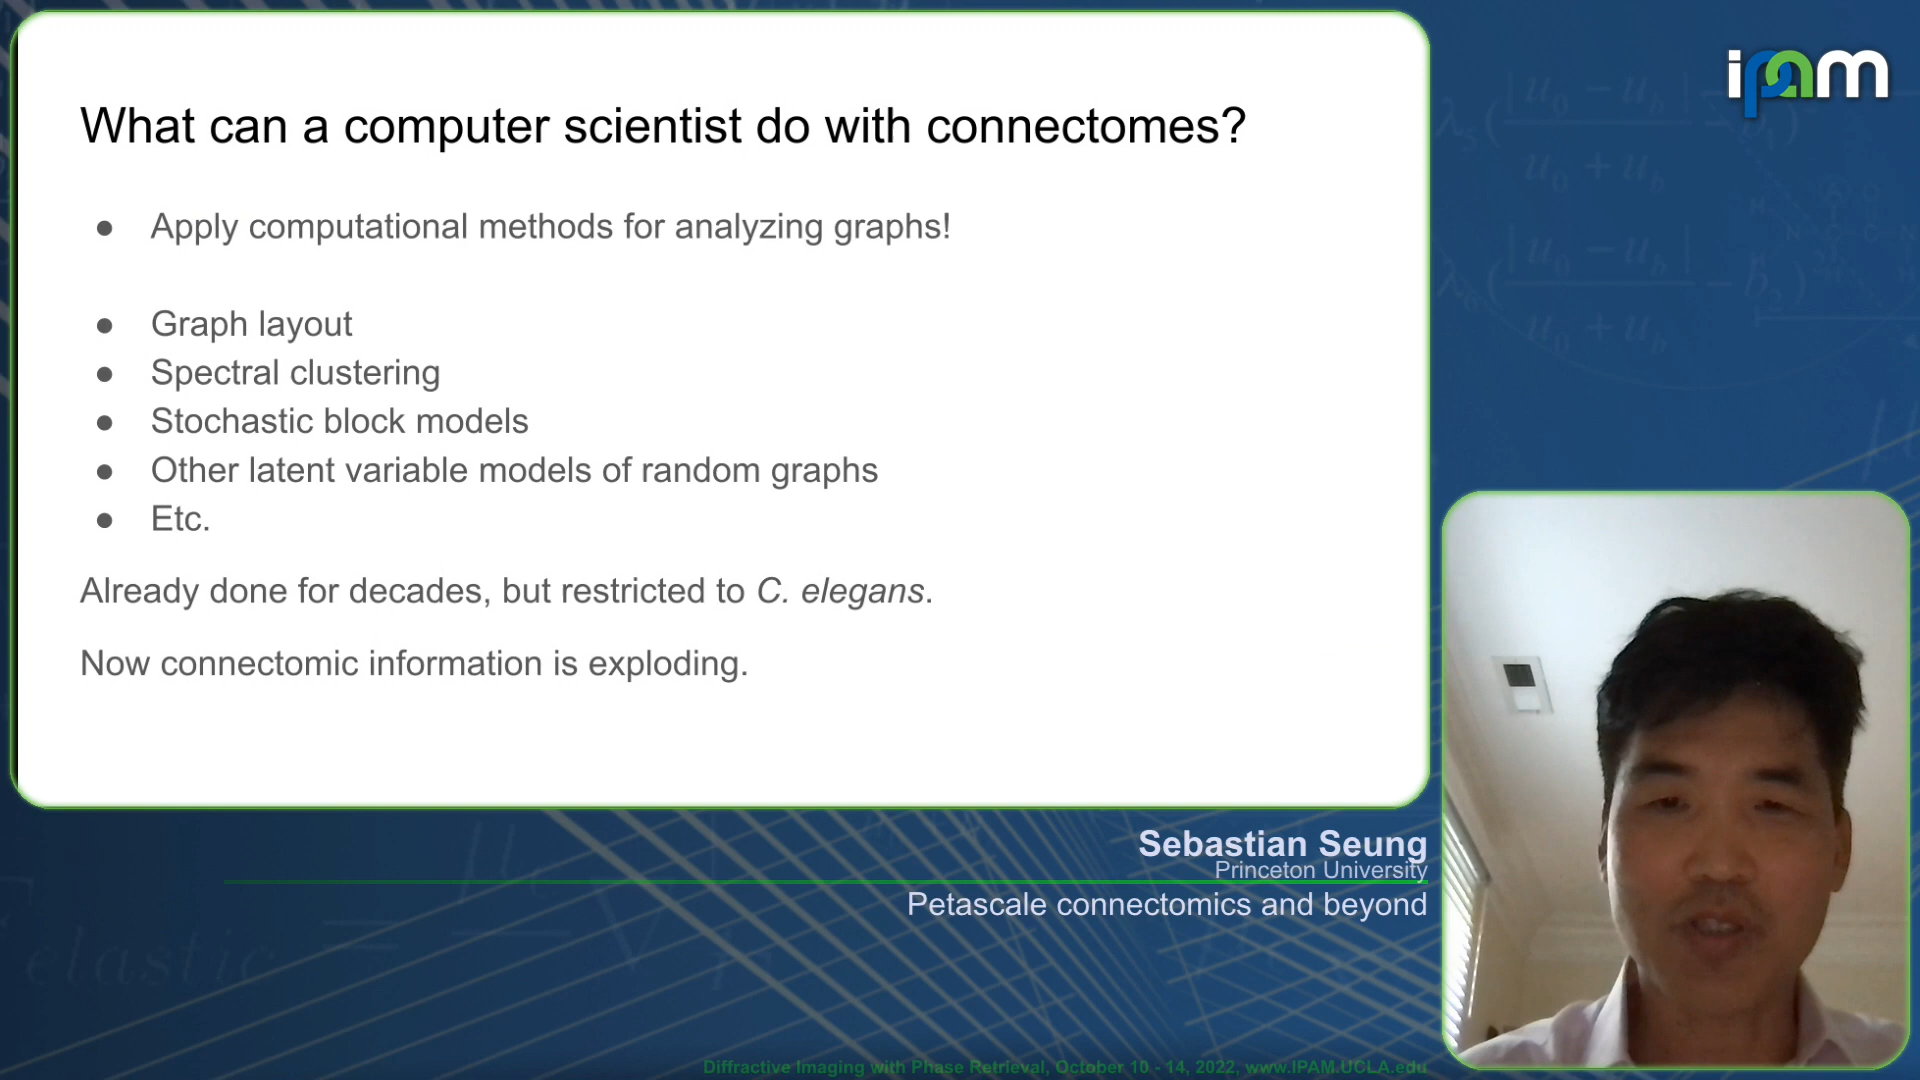 What can a computer scientist do with connectomes?
● Apply computational methods for analyzing graphs!
● Graph layout
● Spectral clustering
● Stochastic block models
● Other latent variable models of random graphs
● Etc.
Already done for decades, but restricted to C. elegans.
Now connectomic information is exploding.
ipam
Sebastian Seung
Princeton University
Petascale connectomics and beyond
elastic
Diffractive Imaging with Phase Retrieval, October 10 - 14, 2022, www.IPAM.UCLA.edu